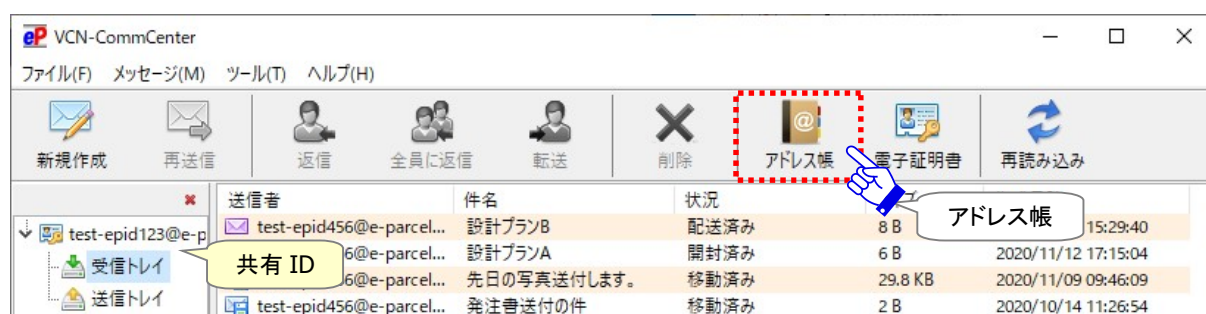 eP VCN-CommCenter
ファイル(F) メッセージ(M) ツール(T) ヘルプ(H)
新規作成 再送信 返信 全員に返信 転送 削除 アドレス帳 電子証明書 再読み込み
送信者 件名 状況
アドレス帳
test-epid123@e-p
test-epid456@e-parcel... 設計プランB 配送済み 8 B 15:29:40
受信トレイ
共有 ID
6@e-parcel... 設計プランA 開封済み 6 B 2020/11/12 17:15:04
6@e-parcel... 先日の写真送付します。 移動済み 29.8 KB 2020/11/09 09:46:09
送信トレイ
test-epid456@e-parcel... 発注書送付の件 移動済み 2 B 2020/10/14 11:26:54